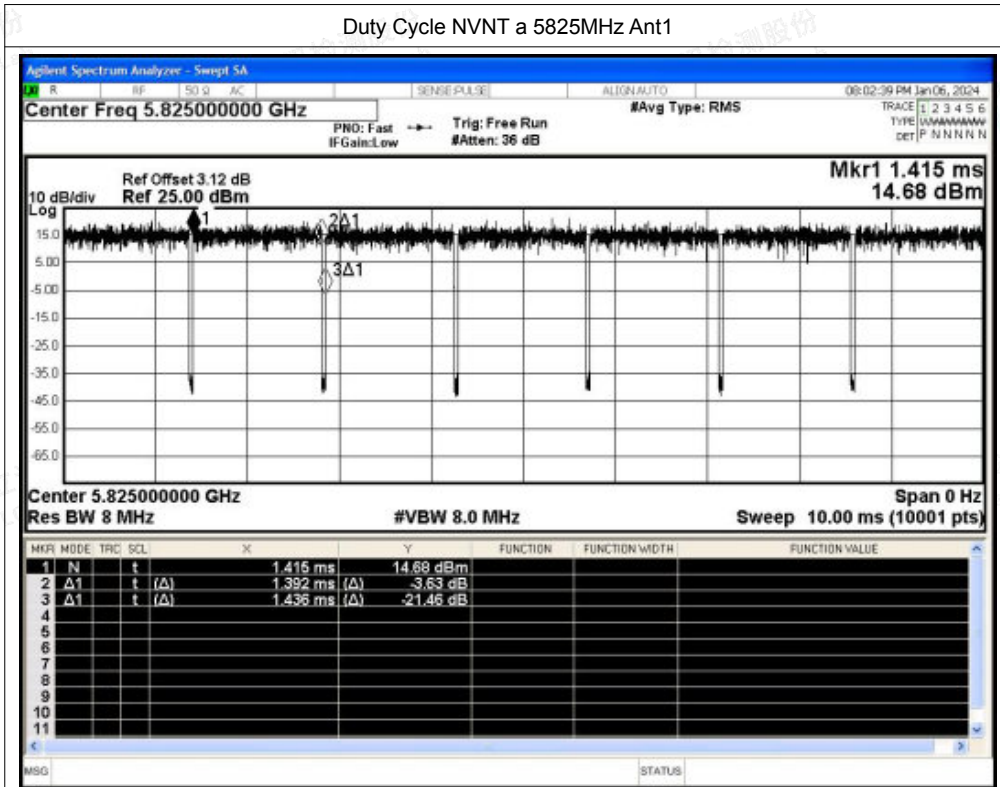 Duty Cycle NVNT a 5825MHz Ant1
Agilent Spectrum Analyzer - Swept SA
R RF 50 Ω AC SENSE:PULSE ALIGN AUTO 08:02:39 PM Jan 06, 2024
Center Freq 5.825000000 GHz #Avg Type: RMS TRACE 1 2 3 4 5 6
PNO: Fast Trig: Free Run TYPE
IFGain:Low #Atten: 36 dB DET P N N N N N
Mkr1 1.415 ms
14.68 dBm
Ref Offset 3.12 dB
10 dB/div Ref 25.00 dBm
Log
1
2Δ1
15.0
5.00
3Δ1
-5.00
-15.0
-25.0
-35.0
-45.0
-55.0
-65.0
Center 5.825000000 GHz Span 0 Hz
Res BW 8 MHz #VBW 8.0 MHz Sweep 10.00 ms (10001 pts)
MKR MODE TRC SCL X Y FUNCTION FUNCTION WIDTH FUNCTION VALUE
1 N t 1.415 ms 14.68 dBm
2 Δ1 t (Δ) 1.392 ms (Δ) -3.63 dB
3 Δ1 t (Δ) 1.436 ms (Δ) -21.46 dB
4
5
6
7
8
9
10
11
MSG STATUS